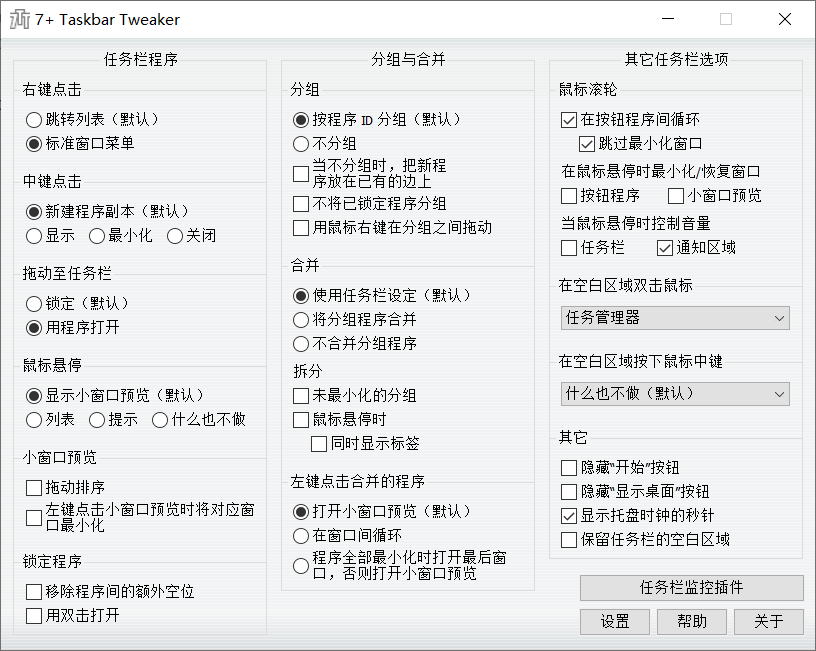 7+ Taskbar Tweaker
任务栏程序
右键点击
跳转列表（默认）
标准窗口菜单
中键点击
新建程序副本（默认）
显示 最小化 关闭
拖动至任务栏
锁定（默认）
用程序打开
鼠标悬停
显示小窗口预览（默认）
列表 提示 什么也不做
小窗口预览
拖动排序
左键点击小窗口预览时将对应窗
口最小化
锁定程序
移除程序间的额外空位
用双击打开
分组与合并
分组
按程序 ID 分组（默认）
不分组
当不分组时，把新程
序放在已有的边上
不将已锁定程序分组
用鼠标右键在分组之间拖动
合并
使用任务栏设定（默认）
将分组程序合并
不合并分组程序
拆分
未最小化的分组
鼠标悬停时
同时显示标签
左键点击合并的程序
打开小窗口预览（默认）
在窗口间循环
程序全部最小化时打开最后窗
口，否则打开小窗口预览
其它任务栏选项
鼠标滚轮
在按钮程序间循环
跳过最小化窗口
在鼠标悬停时最小化/恢复窗口
按钮程序 小窗口预览
当鼠标悬停时控制音量
任务栏 通知区域
在空白区域双击鼠标
任务管理器
在空白区域按下鼠标中键
什么也不做（默认）
其它
隐藏“开始”按钮
隐藏“显示桌面”按钮
显示托盘时钟的秒针
保留任务栏的空白区域
任务栏监控插件
设置 帮助 关于